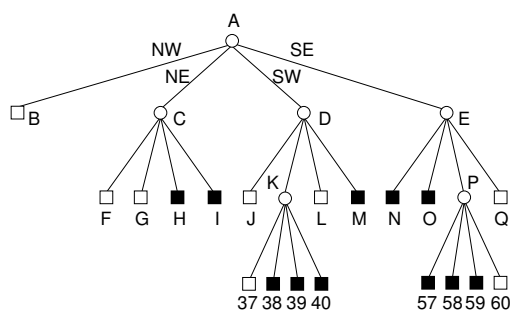 A
NW NE SW SE
B C D E
F G H I J K L M N O P Q
37 38 39 40 57 58 59 60